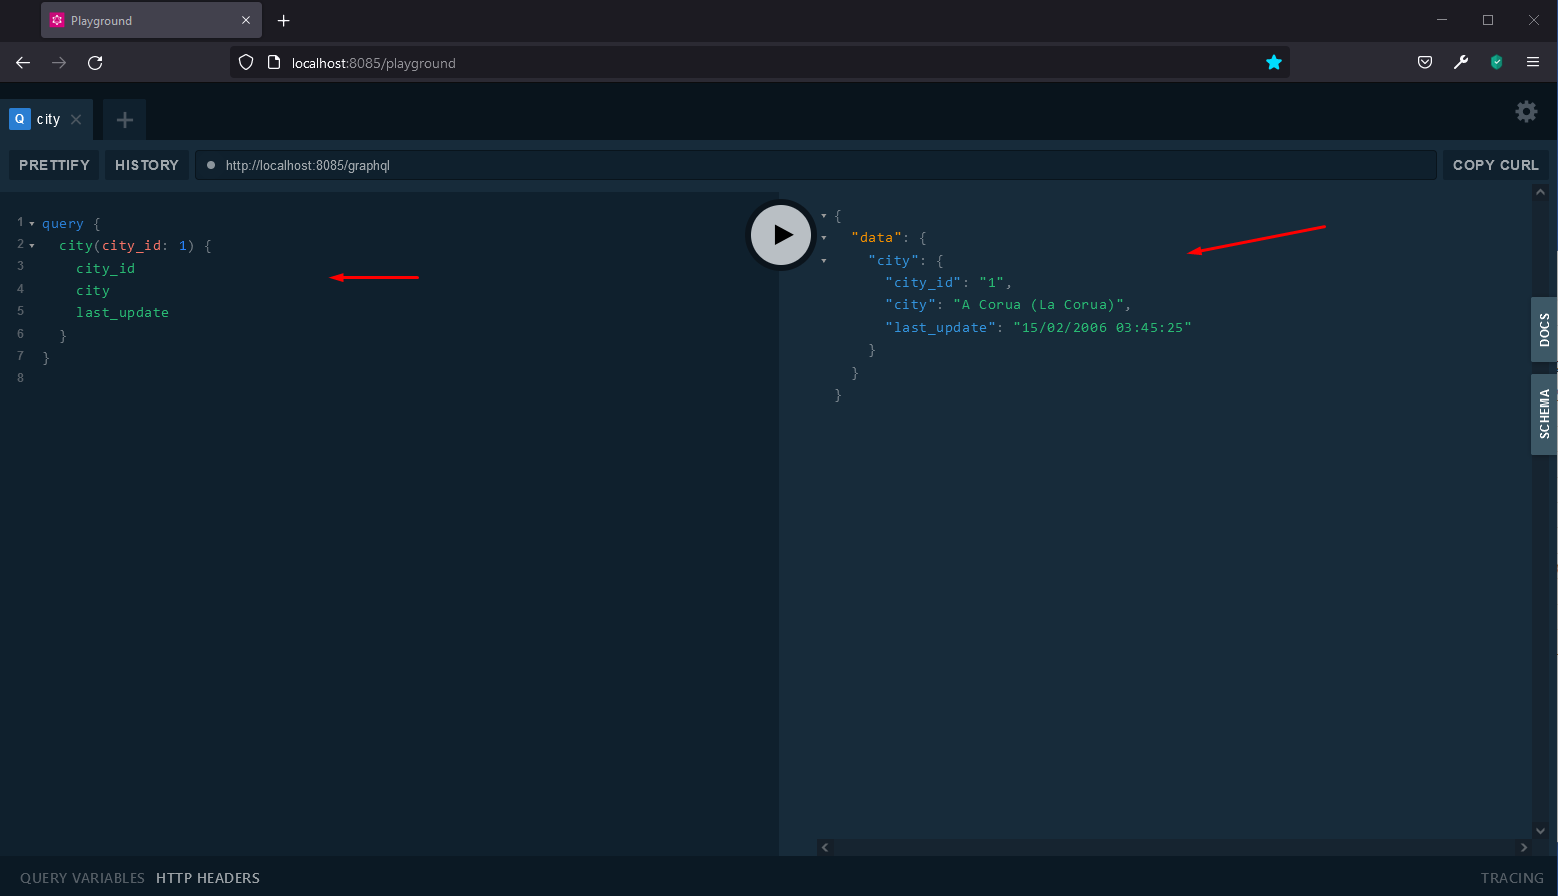 Playground
localhost:8085/playground
Q city
PRETTIFY HISTORY http://localhost:8085/graphql COPY CURL
1 query {
2 city(city_id: 1) {
3 city_id
4 city
5 last_update
6 }
7 }
8
{
"data": {
"city": {
"city_id": "1",
"city": "A Corua (La Corua)",
"last_update": "15/02/2006 03:45:25"
}
}
}
DOCS
SCHEMA
QUERY VARIABLES HTTP HEADERS TRACING